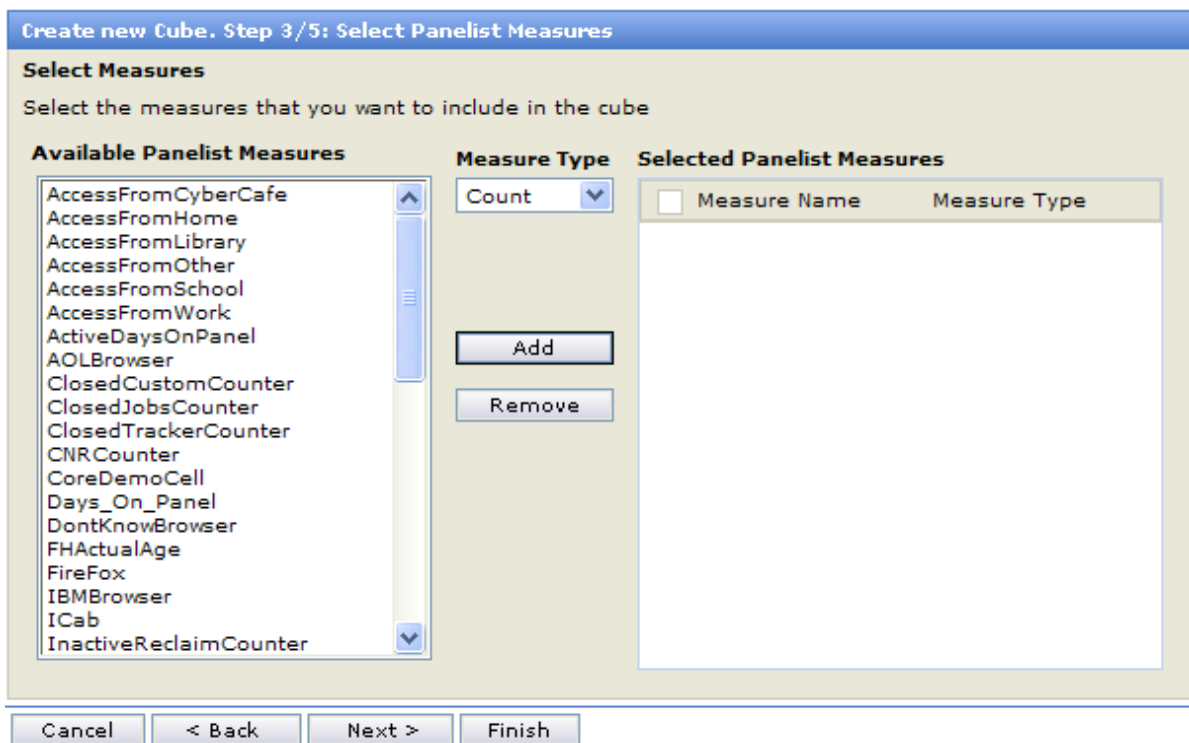 Create new Cube. Step 3/5: Select Panelist Measures
Select Measures
Select the measures that you want to include in the cube
Available Panelist Measures
AccessFromCyberCafe
AccessFromHome
AccessFromLibrary
AccessFromOther
AccessFromSchool
AccessFromWork
ActiveDaysOnPanel
AOLBrowser
ClosedCustomCounter
ClosedJobsCounter
ClosedTrackerCounter
CNRCounter
CoreDemoCell
Days_On_Panel
DontKnowBrowser
FHActualAge
FireFox
IBMBrowser
ICab
InactiveReclaimCounter
Measure Type
Count
Add
Remove
Selected Panelist Measures
Measure Name Measure Type
Cancel < Back Next > Finish